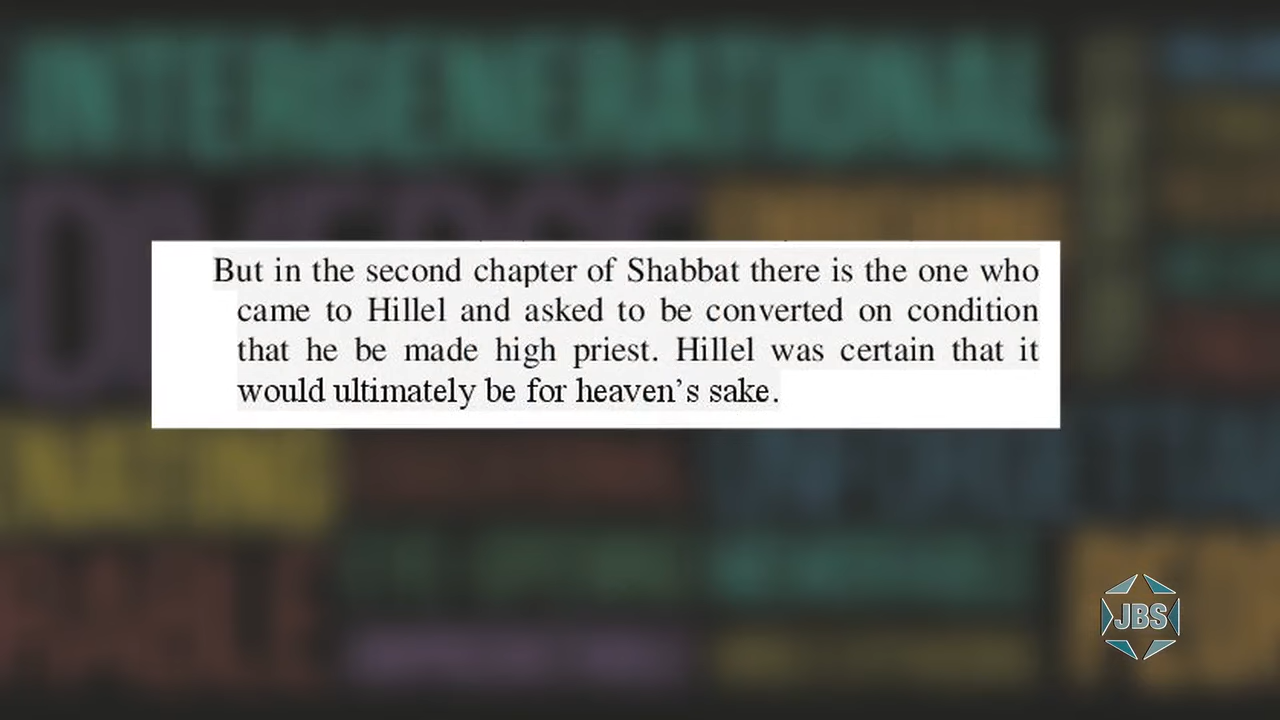 INTERGENERATIONAL
But in the second chapter of Shabbat there is the one who
came to Hillel and asked to be converted on condition
that he be made high priest. Hillel was certain that it
would ultimately be for heaven’s sake.
JBS